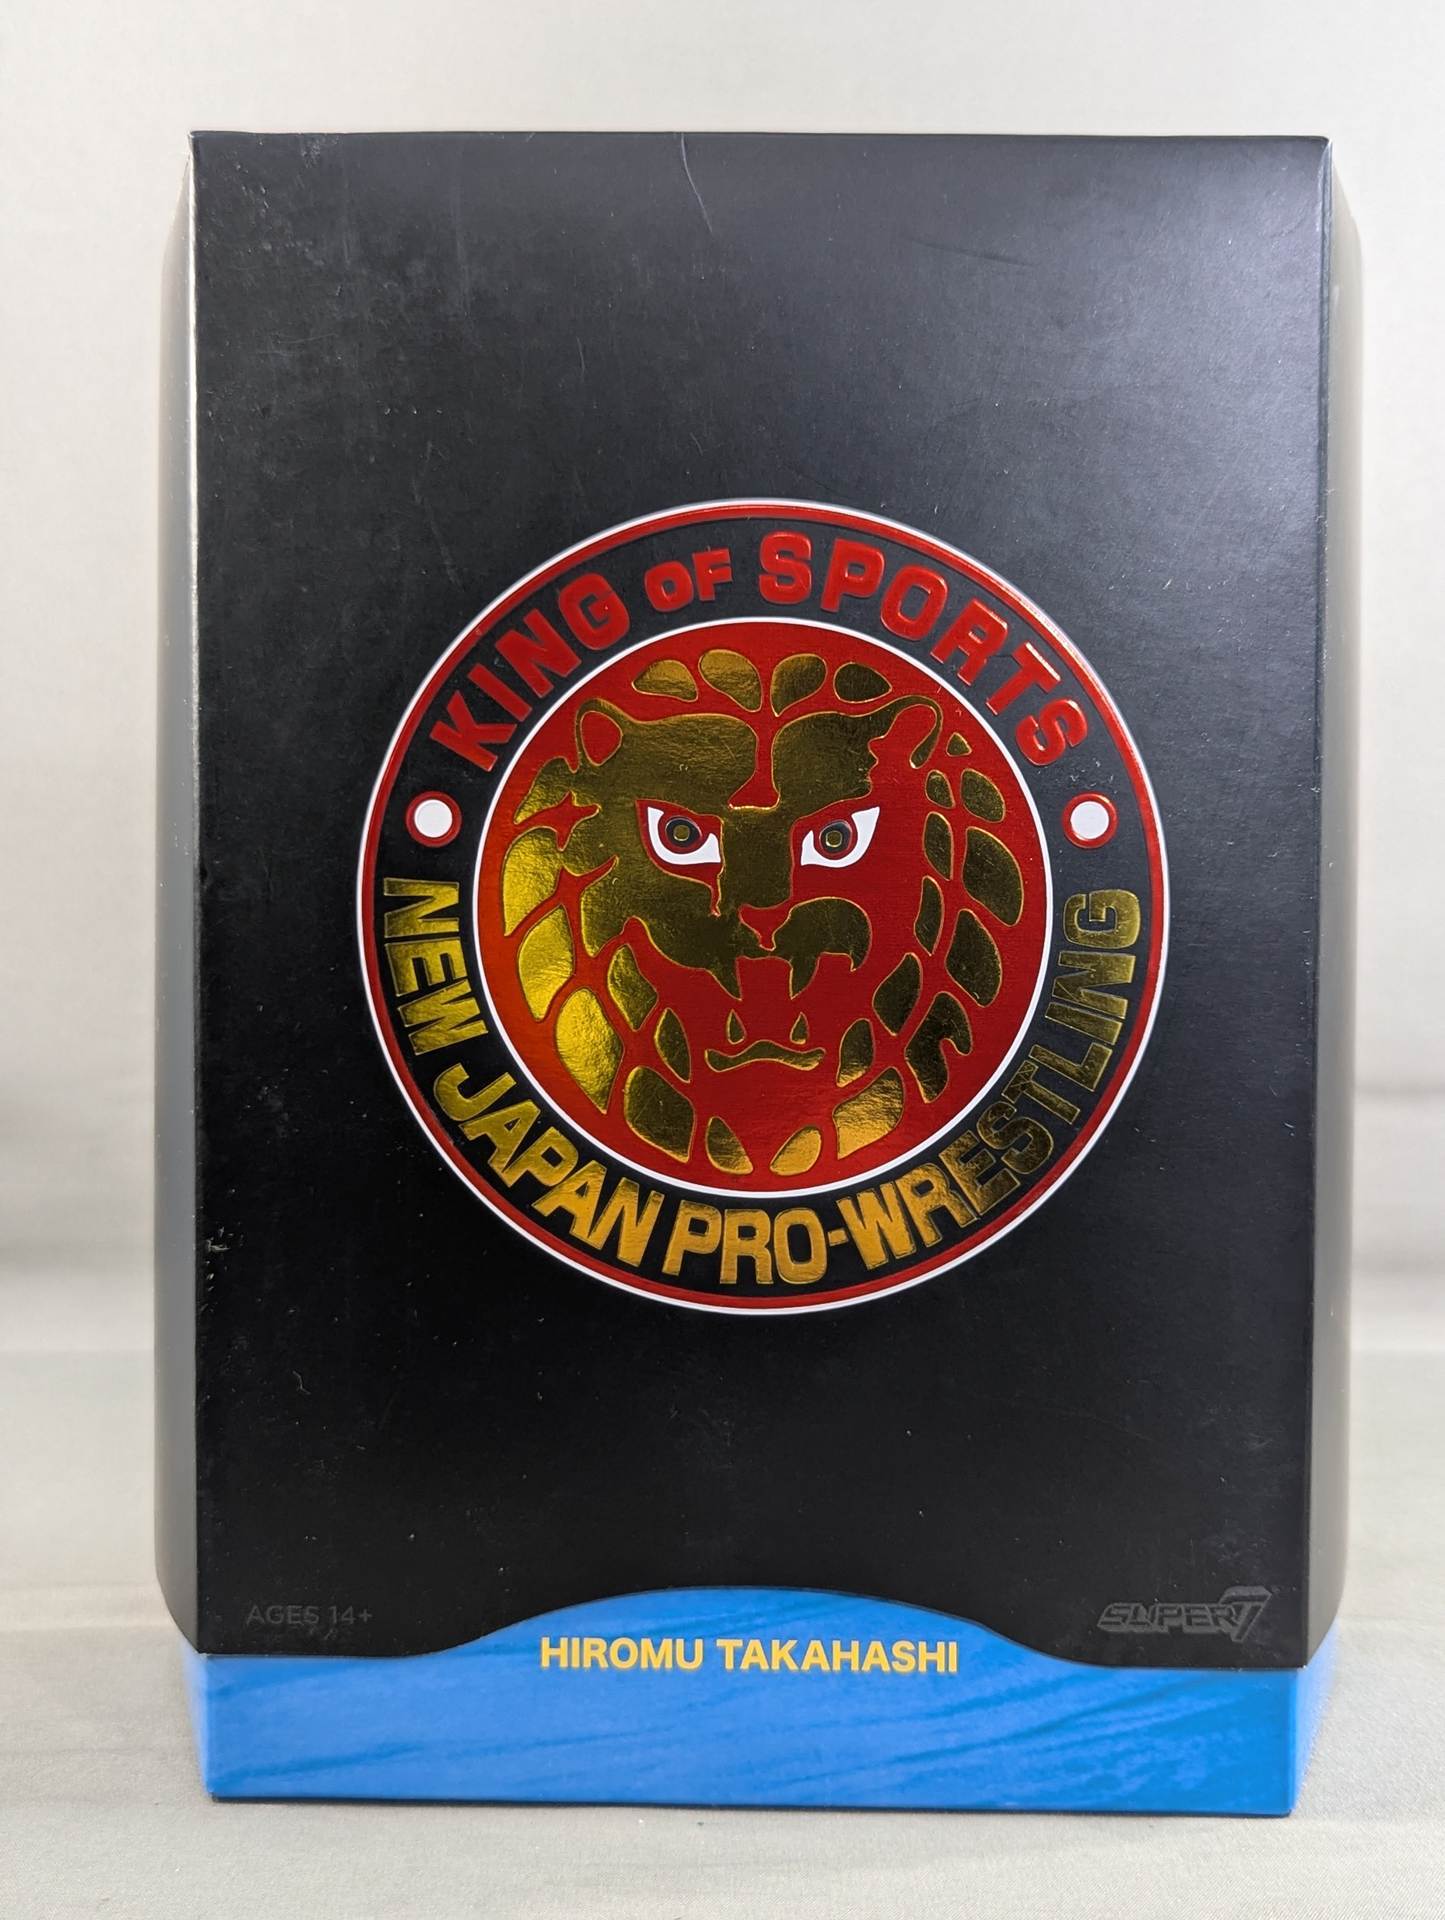 KING OF SPORTS
NEW JAPAN PRO-WRESTLING
AGES 14+
SUPER7
HIROMU TAKAHASHI